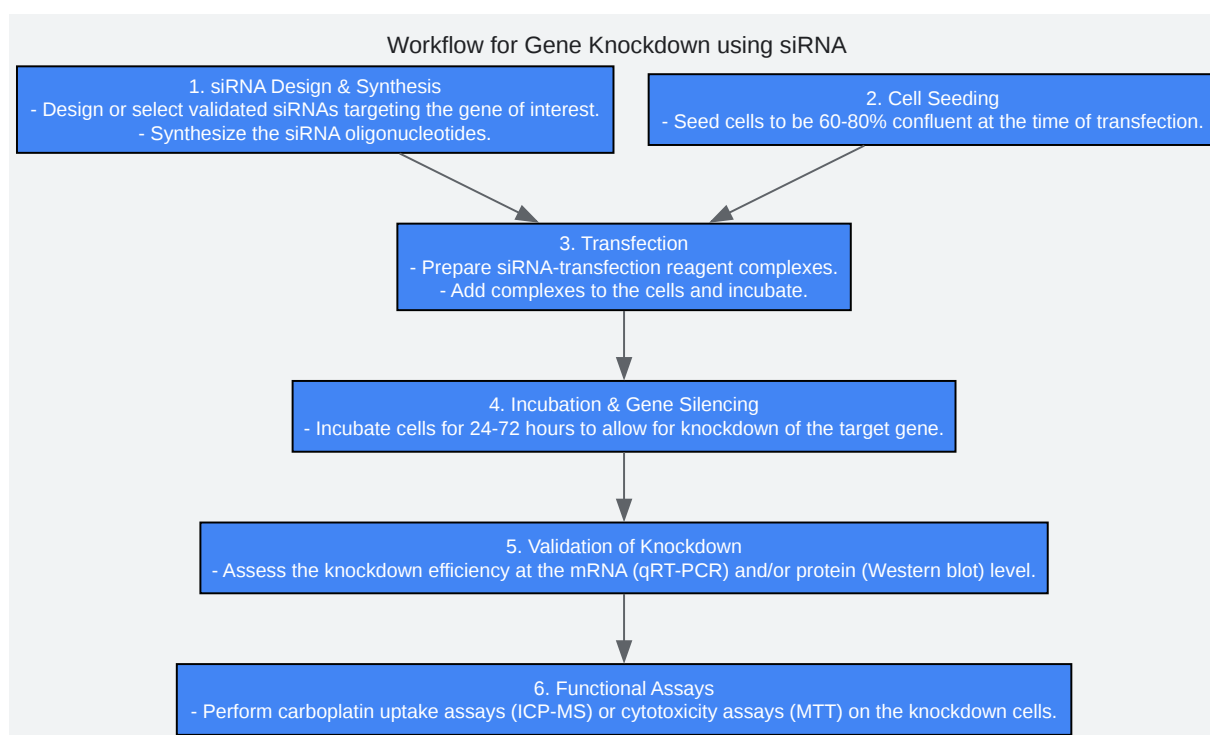 Workflow for Gene Knockdown using siRNA
1. siRNA Design & Synthesis
- Design or select validated siRNAs targeting the gene of interest.
- Synthesize the siRNA oligonucleotides.
2. Cell Seeding
- Seed cells to be 60-80% confluent at the time of transfection.
3. Transfection
- Prepare siRNA-transfection reagent complexes.
- Add complexes to the cells and incubate.
4. Incubation & Gene Silencing
- Incubate cells for 24-72 hours to allow for knockdown of the target gene.
5. Validation of Knockdown
- Assess the knockdown efficiency at the mRNA (qRT-PCR) and/or protein (Western blot) level.
6. Functional Assays
- Perform carboplatin uptake assays (ICP-MS) or cytotoxicity assays (MTT) on the knockdown cells.